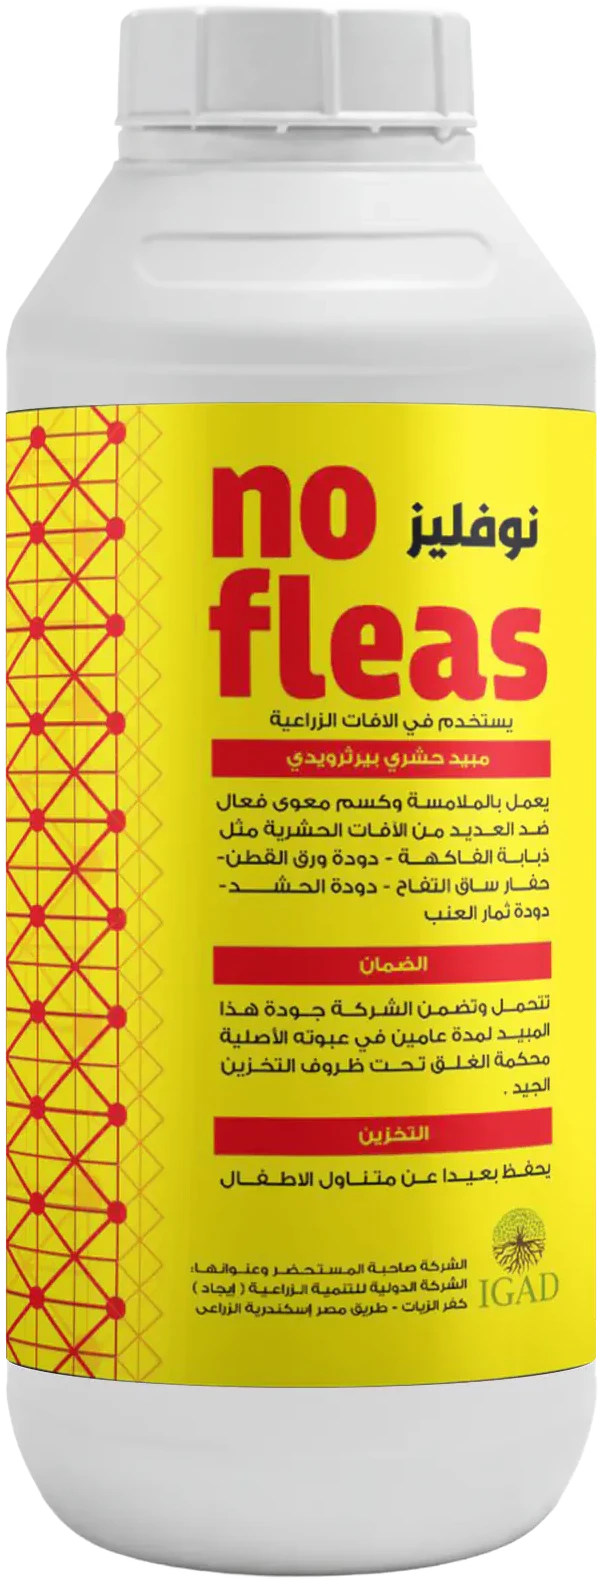 no
نوفليز
fleas
يستخدم في الافات الزراعية
مبيد حشري بيرثرويدي
يعمل بالملامسة وكسم معوى فعال
ضد العديد من الآفات الحشرية مثل
ذبابة الفاكهة - دودة ورق القطن-
حفار ساق التفاح - دودة الحشد-
دودة ثمار العنب
الضمان
تتحمل وتضمن الشركة جودة هذا
المبيد لمدة عامين في عبوته الأصلية
محكمة الغلق تحت ظروف التخزين
الجيد .
التخزين
يحفظ بعيدا عن متناول الاطفال
الشركة صاحبة المستحضر وعنوانها:
الشركة الدولية للتنمية الزراعية ( إيجاد )
كفر الزيات - طريق مصر إسكندرية الزراعى
IGAD